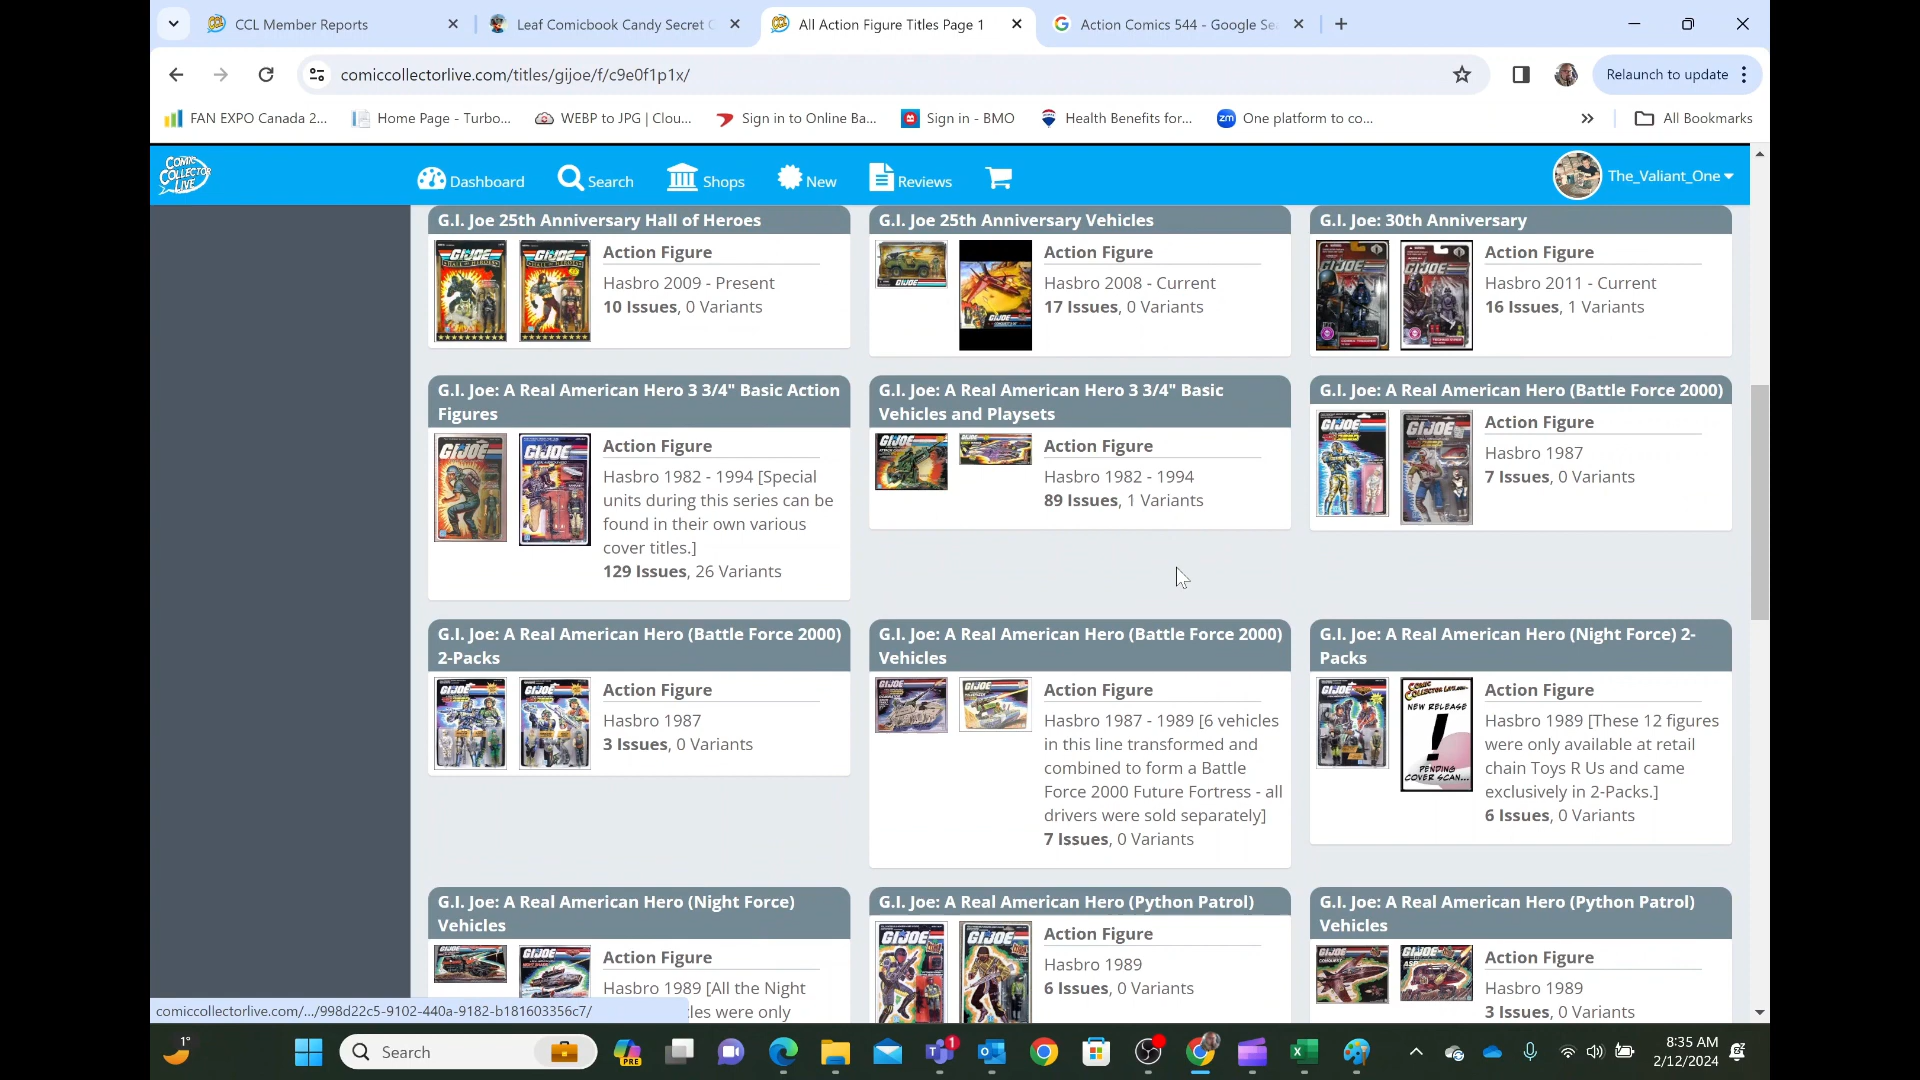 CCL Member Reports
Leaf Comicbook Candy Secret
All Action Figure Titles Page 1
Action Comics 544 - Google Se
comiccollectorlive.com/titles/gijoe/f/c9e0f1p1x/
Relaunch to update
FAN EXPO Canada 2...
Home Page - Turbo...
WEBP to JPG | Clou...
Sign in to Online Ba...
Sign in - BMO
Health Benefits for...
zm
One platform to co...
All Bookmarks
COMIC COLLECTOR LIVE
Dashboard
Search
Shops
New
Reviews
The_Valiant_One
G.I. Joe 25th Anniversary Hall of Heroes
Action Figure
Hasbro 2009 - Present
10 Issues, 0 Variants
G.I. Joe 25th Anniversary Vehicles
Action Figure
Hasbro 2008 - Current
17 Issues, 0 Variants
G.I. Joe: 30th Anniversary
Action Figure
Hasbro 2011 - Current
16 Issues, 1 Variants
G.I. Joe: A Real American Hero 3 3/4" Basic Action
Figures
Action Figure
Hasbro 1982 - 1994 [Special
units during this series can be
found in their own various
cover titles.]
129 Issues, 26 Variants
G.I. Joe: A Real American Hero 3 3/4" Basic
Vehicles and Playsets
Action Figure
Hasbro 1982 - 1994
89 Issues, 1 Variants
G.I. Joe: A Real American Hero (Battle Force 2000)
Action Figure
Hasbro 1987
7 Issues, 0 Variants
G.I. Joe: A Real American Hero (Battle Force 2000)
2-Packs
Action Figure
Hasbro 1987
3 Issues, 0 Variants
G.I. Joe: A Real American Hero (Battle Force 2000)
Vehicles
Action Figure
Hasbro 1987 - 1989 [6 vehicles
in this line transformed and
combined to form a Battle
Force 2000 Future Fortress - all
drivers were sold separately]
7 Issues, 0 Variants
G.I. Joe: A Real American Hero (Night Force) 2-
Packs
NEW RELEASE
!
PENDING
COVER SCAN...
Action Figure
Hasbro 1989 [These 12 figures
were only available at retail
chain Toys R Us and came
exclusively in 2-Packs.]
6 Issues, 0 Variants
G.I. Joe: A Real American Hero (Night Force)
Vehicles
Action Figure
Hasbro 1989 [All the Night
les were only
G.I. Joe: A Real American Hero (Python Patrol)
Action Figure
Hasbro 1989
6 Issues, 0 Variants
G.I. Joe: A Real American Hero (Python Patrol)
Vehicles
Action Figure
Hasbro 1989
3 Issues, 0 Variants
comiccollectorlive.com/.../998d22c5-9102-440a-9182-b181603356c7/
1°
Search
PRE
1
8:35 AM
2/12/2024